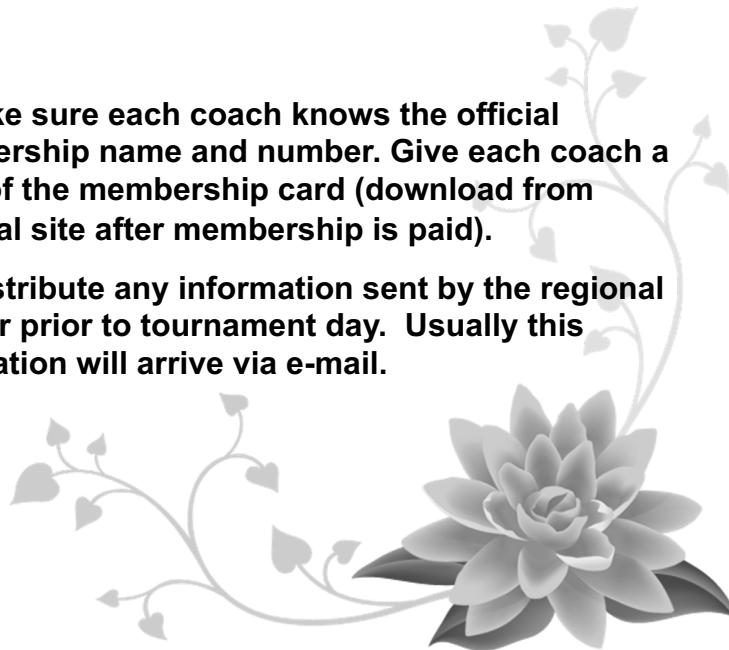 ke sure each coach knows the official
ership name and number. Give each coach a
of the membership card (download from
al site after membership is paid).
stribute any information sent by the regional
r prior to tournament day.  Usually this
ation will arrive via e-mail.